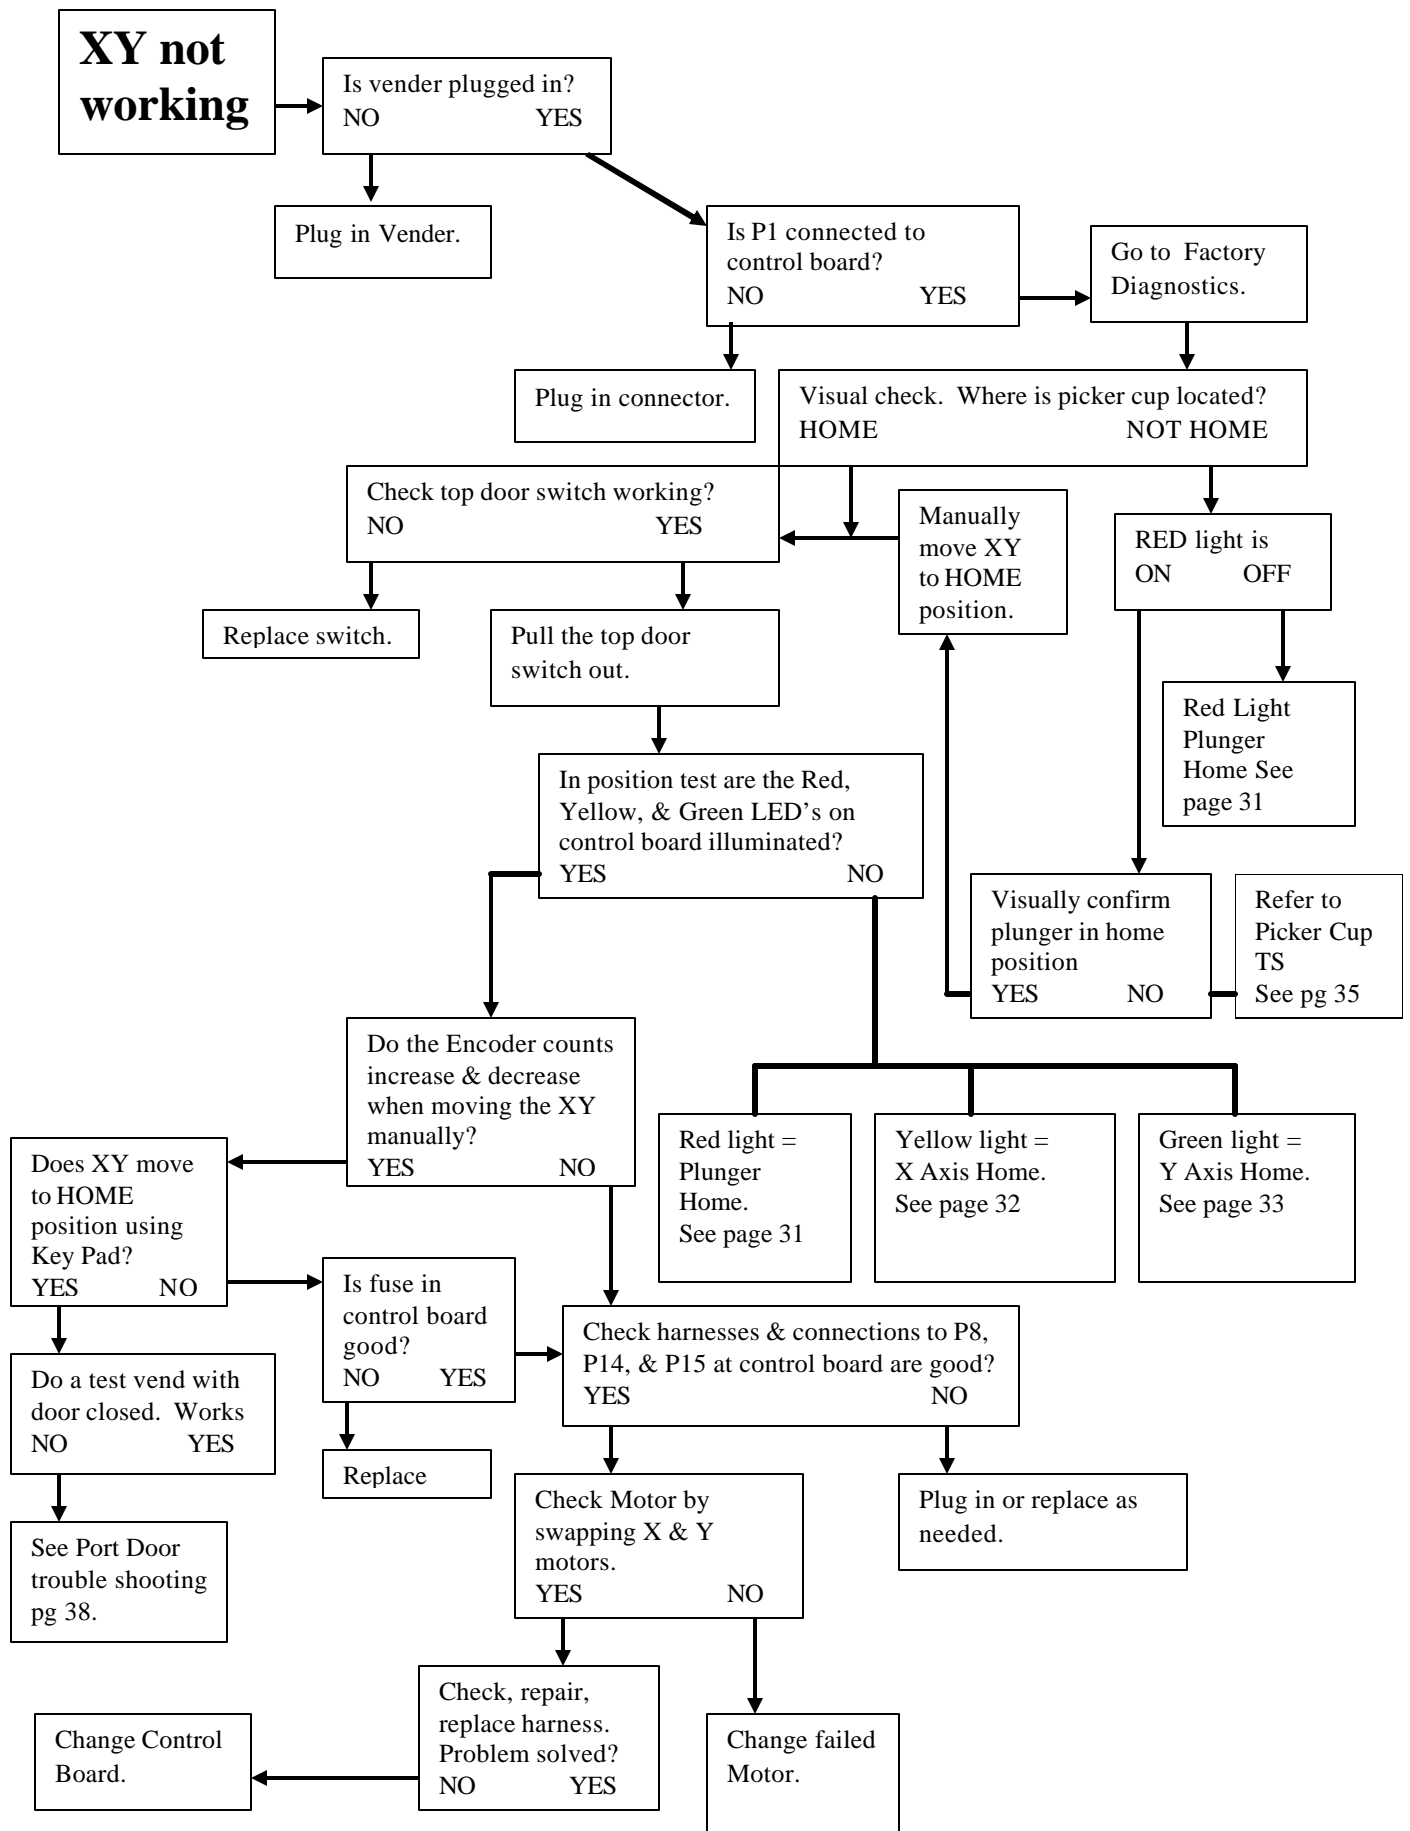 XY not
working
Is vender plugged in?
NO YES
Plug in Vender.
Is P1 connected to
control board?
NO YES
Go to Factory
Diagnostics.
Plug in connector.
Visual check. Where is picker cup located?
HOME NOT HOME
Check top door switch working?
NO YES
Manually
move XY
to HOME
position.
RED light is
ON OFF
Replace switch.
Pull the top door
switch out.
Red Light
Plunger
Home See
page 31
In position test are the Red,
Yellow, & Green LED's on
control board illuminated?
YES NO
Visually confirm
plunger in home
position
YES NO
Refer to
Picker Cup
TS
See pg 35
Do the Encoder counts
increase & decrease
when moving the XY
manually?
YES NO
Red light =
Plunger
Home.
See page 31
Yellow light =
X Axis Home.
See page 32
Green light =
Y Axis Home.
See page 33
Does XY move
to HOME
position using
Key Pad?
YES NO
Is fuse in
control board
good?
NO YES
Check harnesses & connections to P8,
P14, & P15 at control board are good?
YES NO
Do a test vend with
door closed. Works
NO YES
Replace
Check Motor by
swapping X & Y
motors.
YES NO
Plug in or replace as
needed.
See Port Door
trouble shooting
pg 38.
Check, repair,
replace harness.
Problem solved?
NO YES
Change Control
Board.
Change failed
Motor.